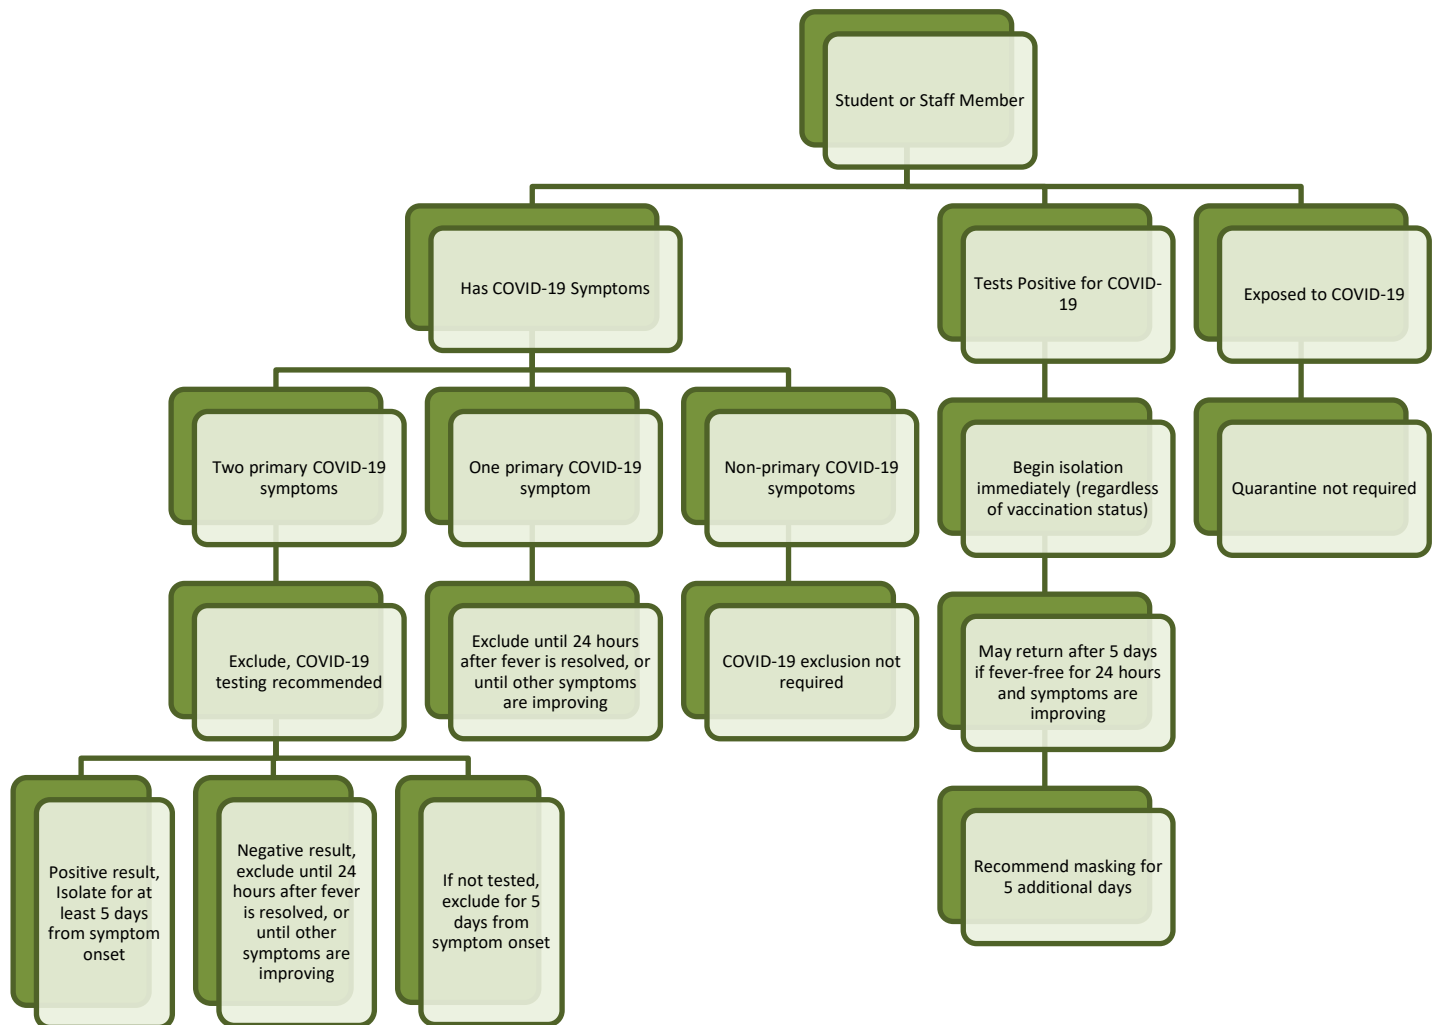 Student or Staff Member
Has COVID-19 Symptoms
Tests Positive for COVID-
19
Exposed to COVID-19
Two primary COVID-19
symptoms
One primary COVID-19
symptom
Non-primary COVID-19
sympotoms
Begin isolation
immediately (regardless
of vaccination status)
Quarantine not required
Exclude, COVID-19
testing recommended
Exclude until 24 hours
after fever is resolved, or
until other symptoms
are improving
COVID-19 exclusion not
required
May return after 5 days
if fever-free for 24 hours
and symptoms are
improving
Positive result,
Isolate for at
least 5 days
from symptom
onset
Negative result,
exclude until 24
hours after fever
is resolved, or
until other
symptoms are
improving
If not tested,
exclude for 5
days from
symptom onset
Recommend masking for
5 additional days